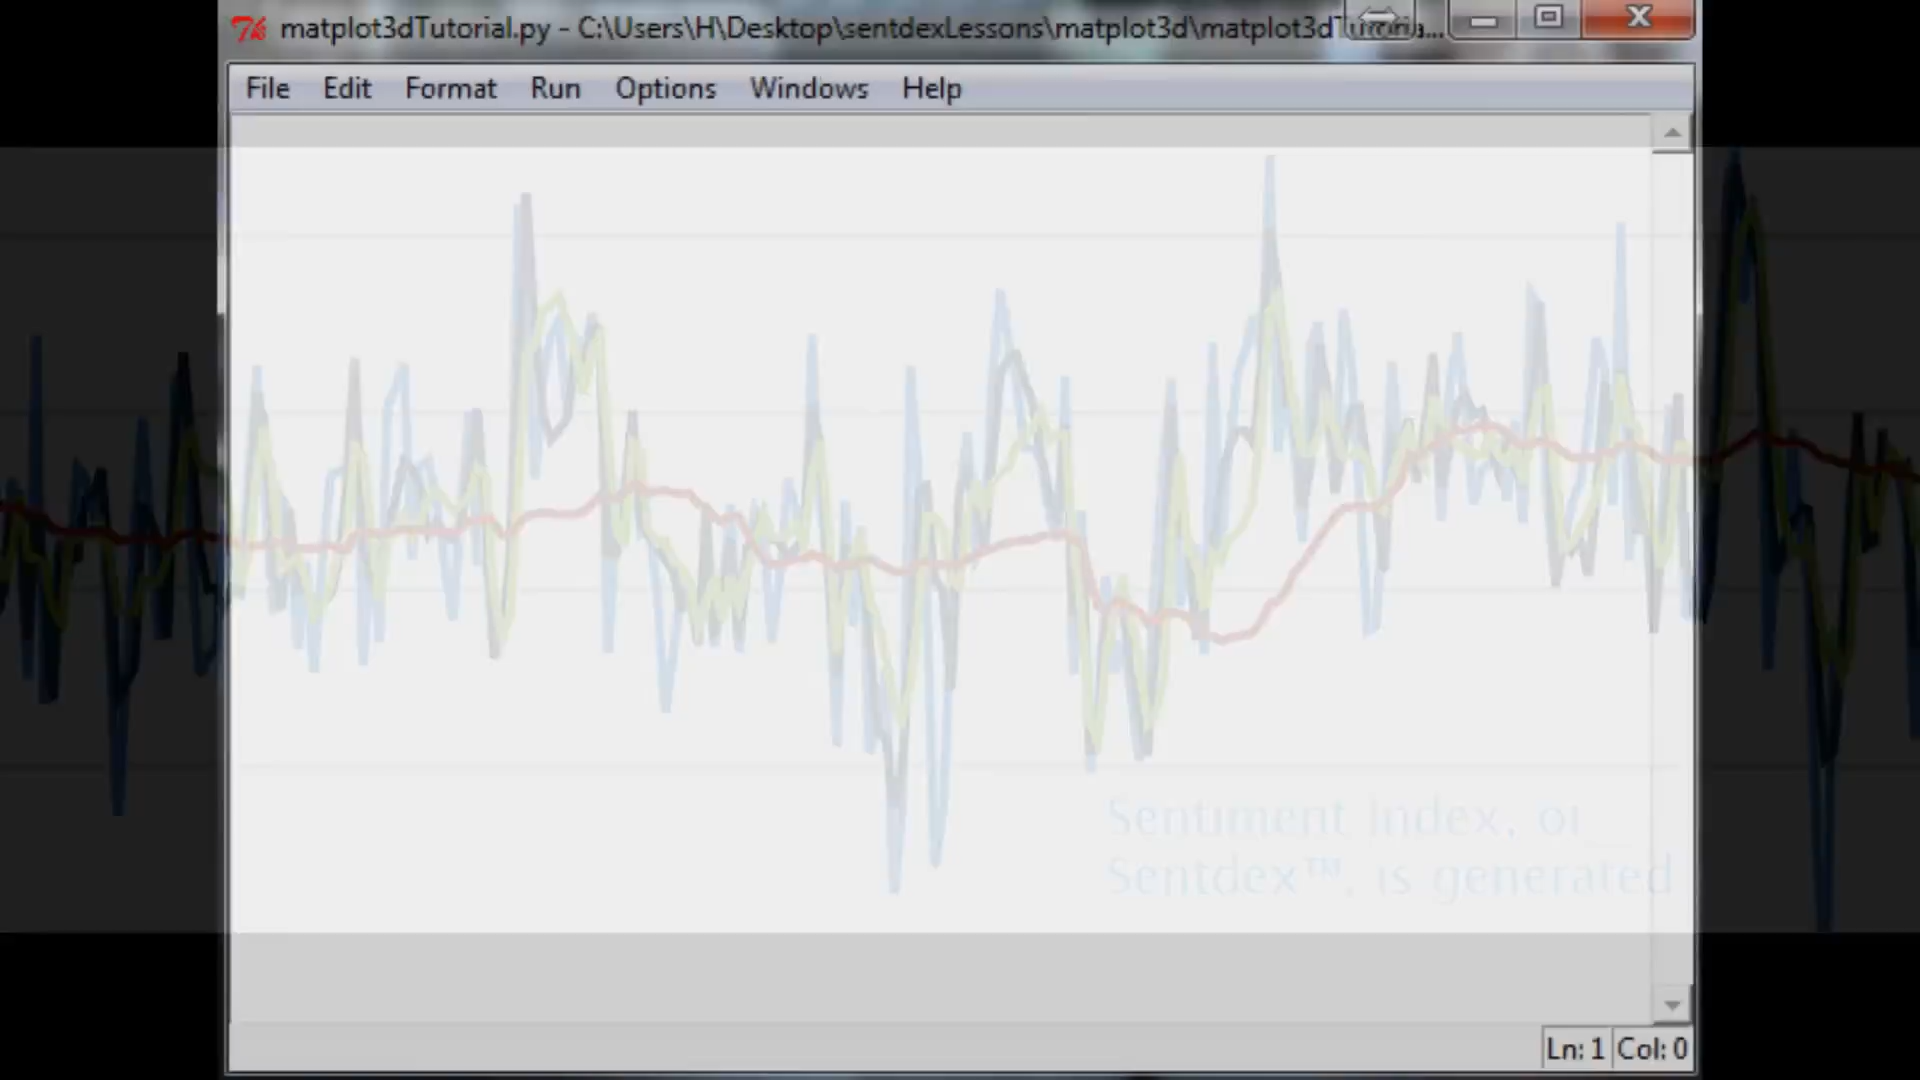 matplot3dTutorial.py - C:\Users\H\Desktop\sentdexLessons\matplot3d\matplot3dTutoria...
File Edit Format Run Options Windows Help
Sentiment Index, or
Sentdex™, is generated
Ln: 1 Col: 0